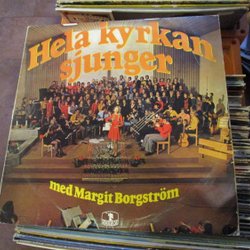 Hela kyrkan
sjunger
med Margit Borgström